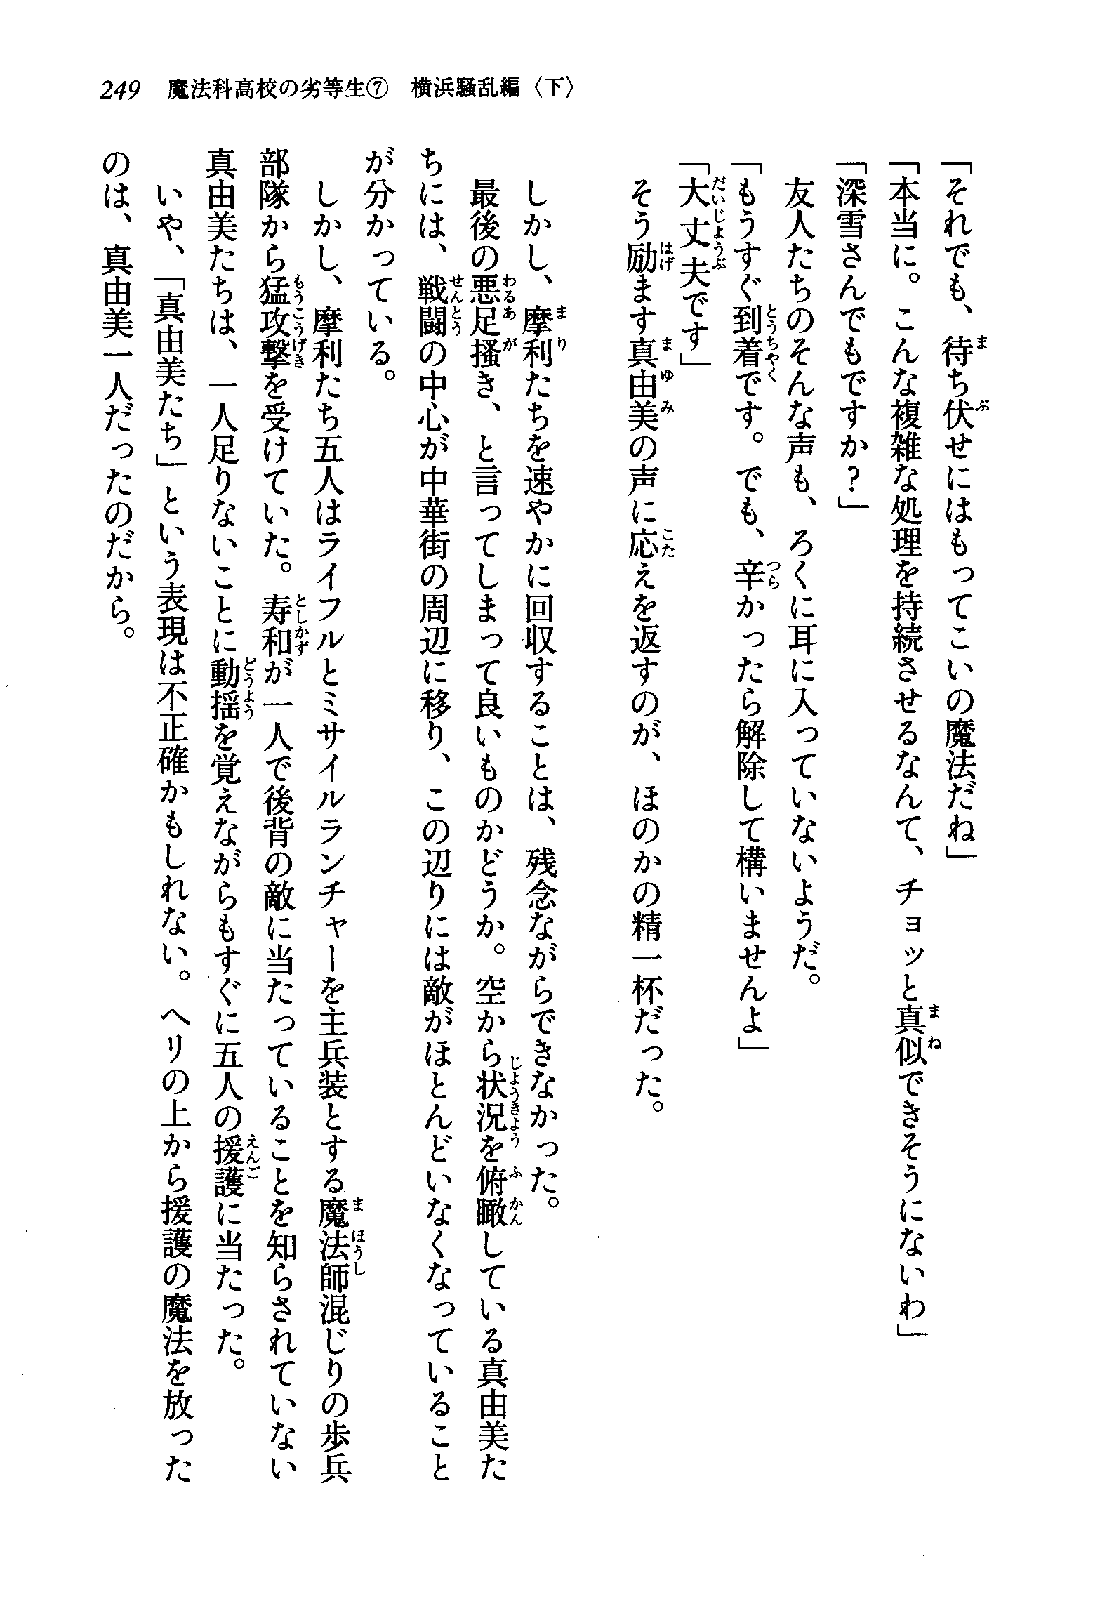 249　魔法科高校の劣等生⑦　横浜騒乱編〈下〉
「それでも、待ち伏せにはもってこいの魔法だね」
「本当に。こんな複雑な処理を持続させるなんて、チョッと真似できそうにないわ」
「深雪さんでもですか？」
友人たちのそんな声も、ろくに耳に入っていないようだ。
「もうすぐ到着です。でも、辛かったら解除して構いませんよ」
「大丈夫です」
そう励ます真由美の声に応えを返すのが、ほのかの精一杯だった。
しかし、摩利たちを速やかに回収することは、残念ながらできなかった。
最後の悪足掻き、と言ってしまって良いものかどうか。空から状況を俯瞰している真由美た
ちには、戦闘の中心が中華街の周辺に移り、この辺りには敵がほとんどいなくなっていること
が分かっている。
しかし、摩利たち五人はライフルとミサイルランチャーを主兵装とする魔法師混じりの歩兵
部隊から猛攻撃を受けていた。寿和が一人で後背の敵に当たっていることを知らされていない
真由美たちは、一人足りないことに動揺を覚えながらもすぐに五人の援護に当たった。
いや、「真由美たち」という表現は不正確かもしれない。ヘリの上から援護の魔法を放った
のは、真由美一人だったのだから。